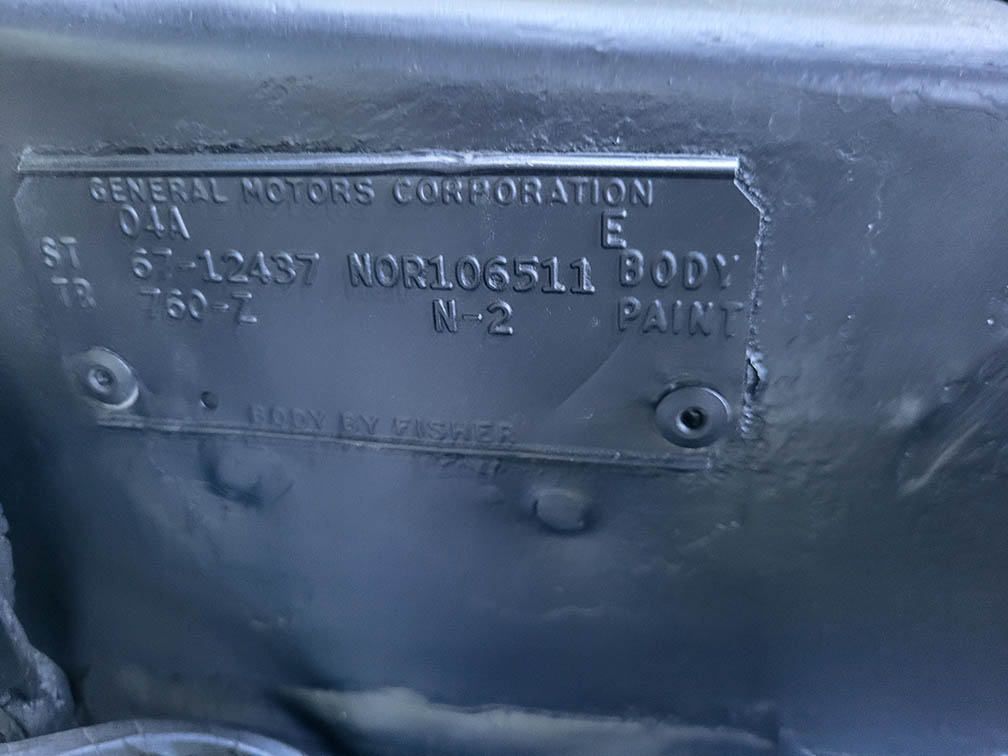 GENERAL MOTORS CORPORATION
04A E
ST 67-12437 NOR106511 BODY
TR 760-Z N-2 PAINT
BODY BY FISHER